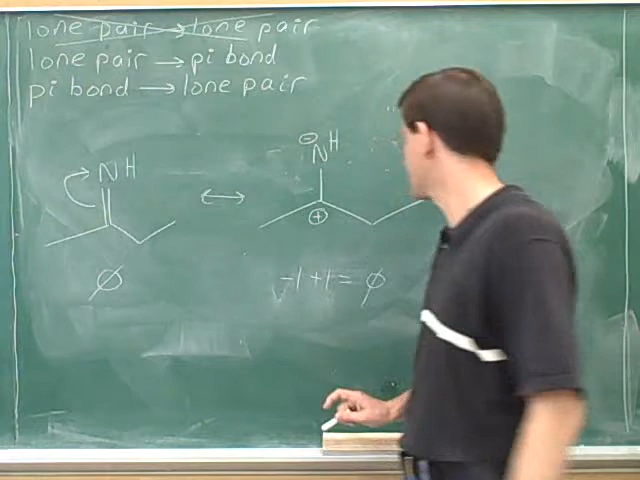 lone pair → lone pair
lone pair → pi bond
pi bond → lone pair
NH ↔ ⊖ NH
⊕
∅ -1 +1 = ∅